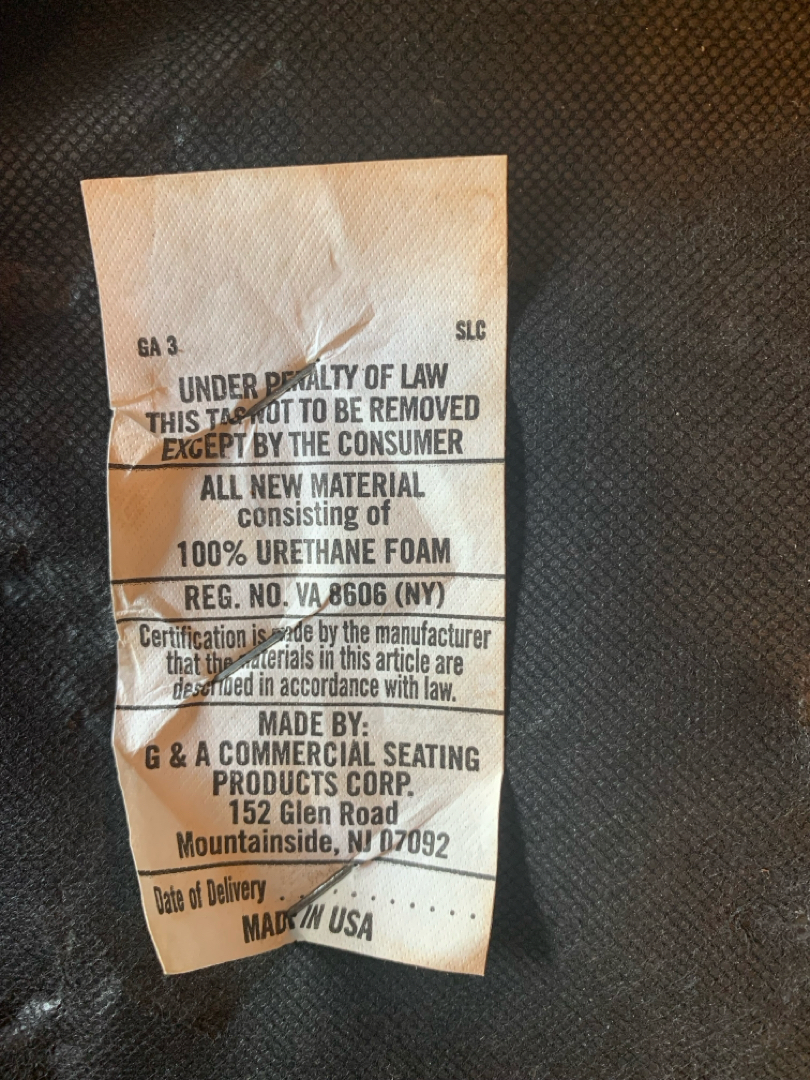 GA 3 SLC
UNDER PENALTY OF LAW
THIS TAG NOT TO BE REMOVED
EXCEPT BY THE CONSUMER
ALL NEW MATERIAL
consisting of
100% URETHANE FOAM
REG. NO. VA 8606 (NY)
Certification is made by the manufacturer
that the materials in this article are
described in accordance with law.
MADE BY:
G & A COMMERCIAL SEATING
PRODUCTS CORP.
152 Glen Road
Mountainside, NJ 07092
Date of Delivery . . . . . . . . . . . .
MADE IN USA